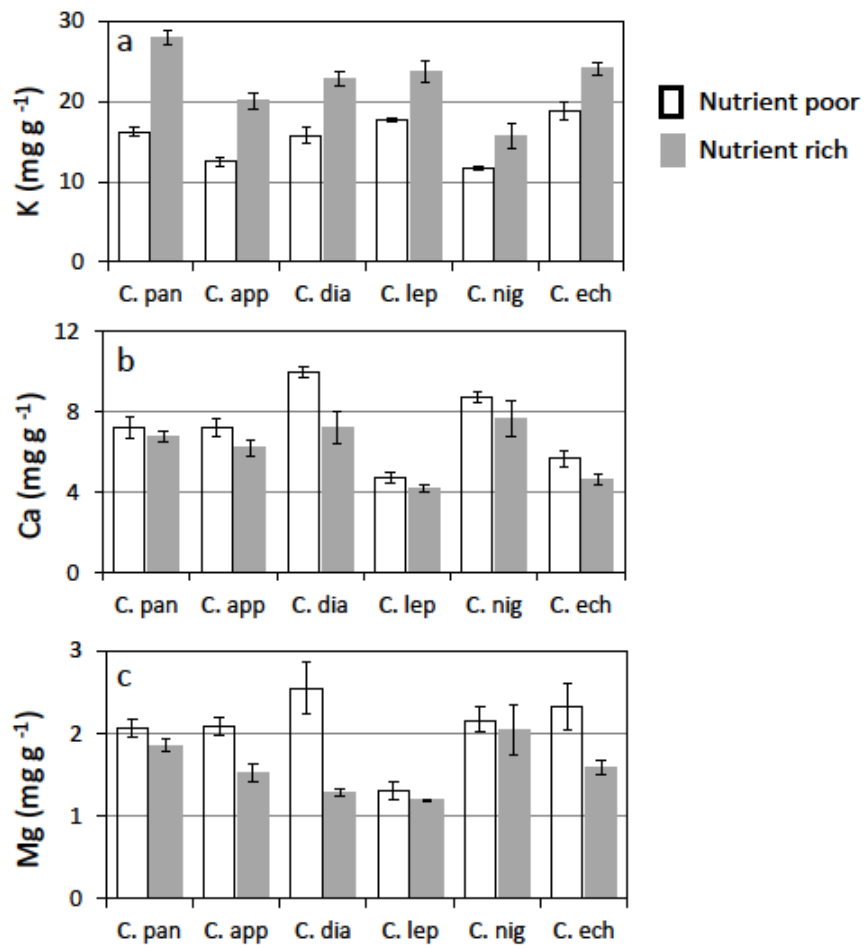 a
K (mg g⁻¹)
30
20
10
0
C. pan C. app C. dia C. lep C. nig C. ech
Nutrient poor
Nutrient rich
b
Ca (mg g⁻¹)
12
8
4
0
C. pan C. app C. dia C. lep C. nig C. ech
c
Mg (mg g⁻¹)
3
2
1
0
C. pan C. app C. dia C. lep C. nig C. ech